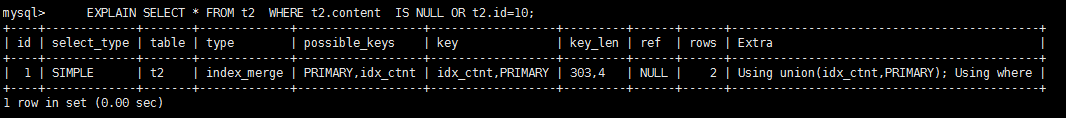 mysql>      EXPLAIN SELECT * FROM t2  WHERE t2.content  IS NULL OR t2.id=10;
+----+-------------+-------+-------------+------------------+------------------+---------+------+------+--------------------------------------------+
| id | select_type | table | type        | possible_keys    | key              | key_len | ref  | rows | Extra                                      |
+----+-------------+-------+-------------+------------------+------------------+---------+------+------+--------------------------------------------+
|  1 | SIMPLE      | t2    | index_merge | PRIMARY,idx_ctnt | idx_ctnt,PRIMARY | 303,4   | NULL |    2 | Using union(idx_ctnt,PRIMARY); Using where |
+----+-------------+-------+-------------+------------------+------------------+---------+------+------+--------------------------------------------+
1 row in set (0.00 sec)